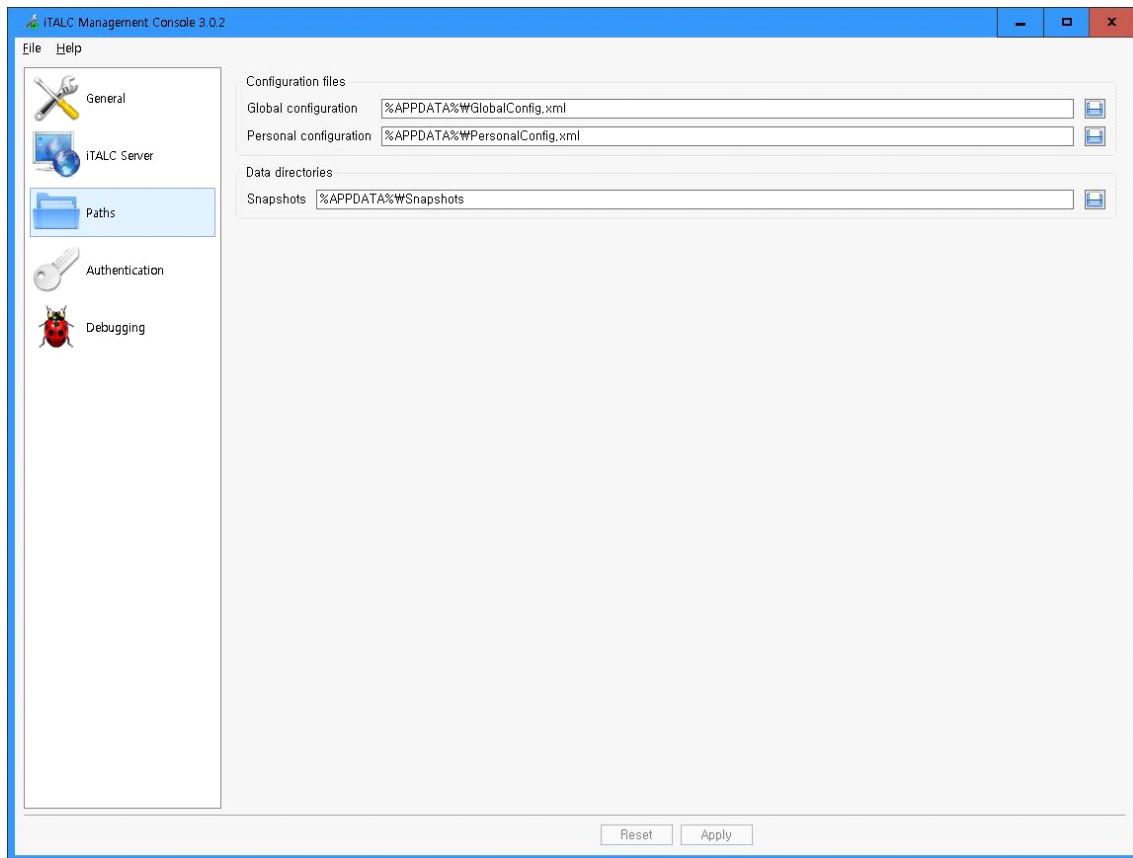 iTALC Management Console 3.0.2
File Help
General
iTALC Server
Paths
Authentication
Debugging
Configuration files
Global configuration %APPDATA%₩GlobalConfig.xml
Personal configuration %APPDATA%₩PersonalConfig.xml
Data directories
Snapshots %APPDATA%₩Snapshots
Reset Apply